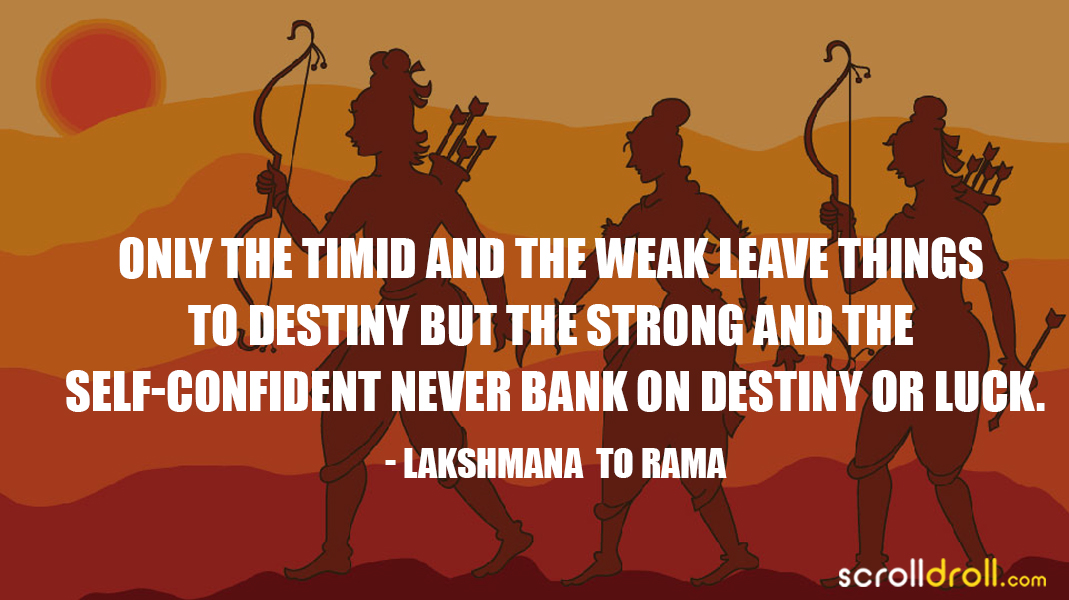 ONLY THE TIMID AND THE WEAK LEAVE THINGS
TO DESTINY BUT THE STRONG AND THE
SELF-CONFIDENT NEVER BANK ON DESTINY OR LUCK.
- LAKSHMANA TO RAMA
scrolldroll.com